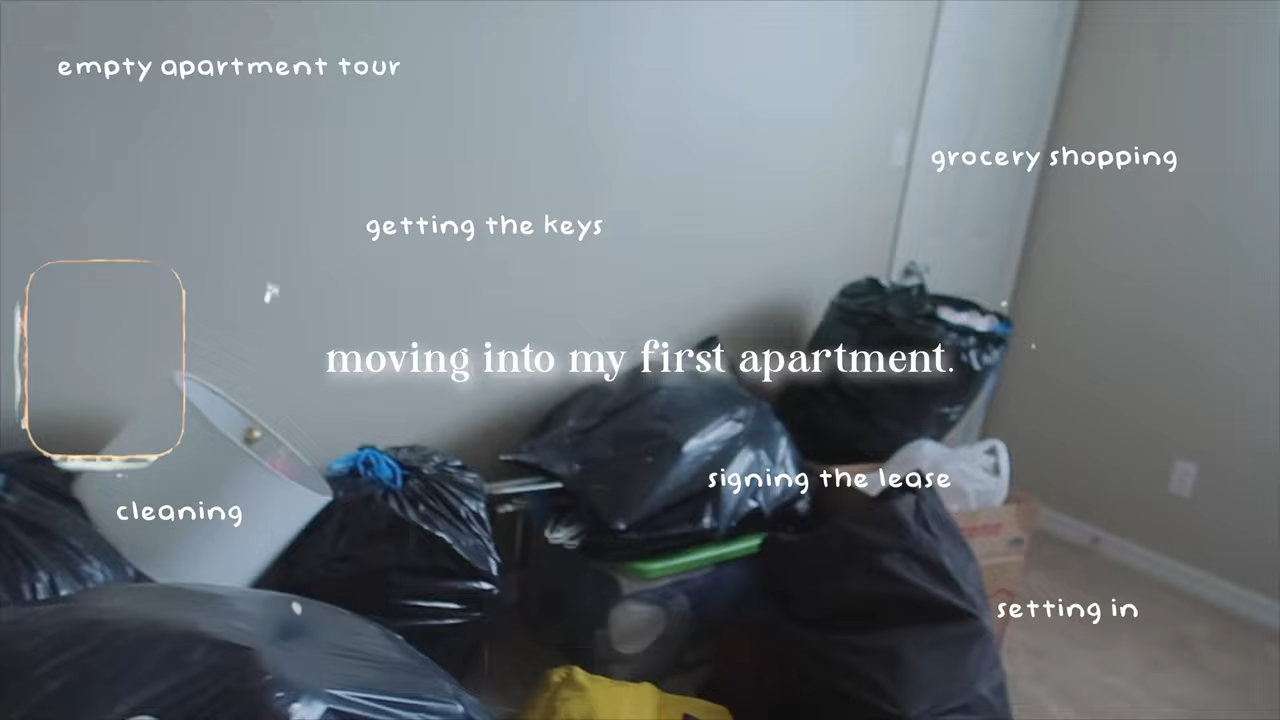 empty apartment tour
grocery shopping
getting the keys
moving into my first apartment.
signing the lease
cleaning
setting in